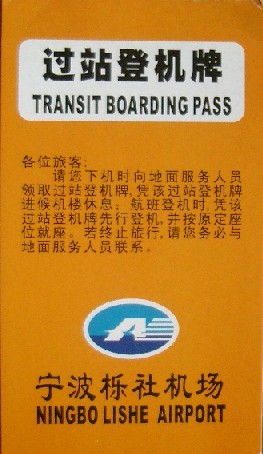 过站登机牌
TRANSIT BOARDING PASS
各位旅客:
请您下机时向地面服务人员
领取过站登机牌,凭该过站登机牌
进候机楼休息;航班登机时,凭该
过站登机牌先行登机,并按原定座
位就座。若终止旅行,请您务必与
地面服务人员联系。
宁波栎社机场
NINGBO LISHE AIRPORT